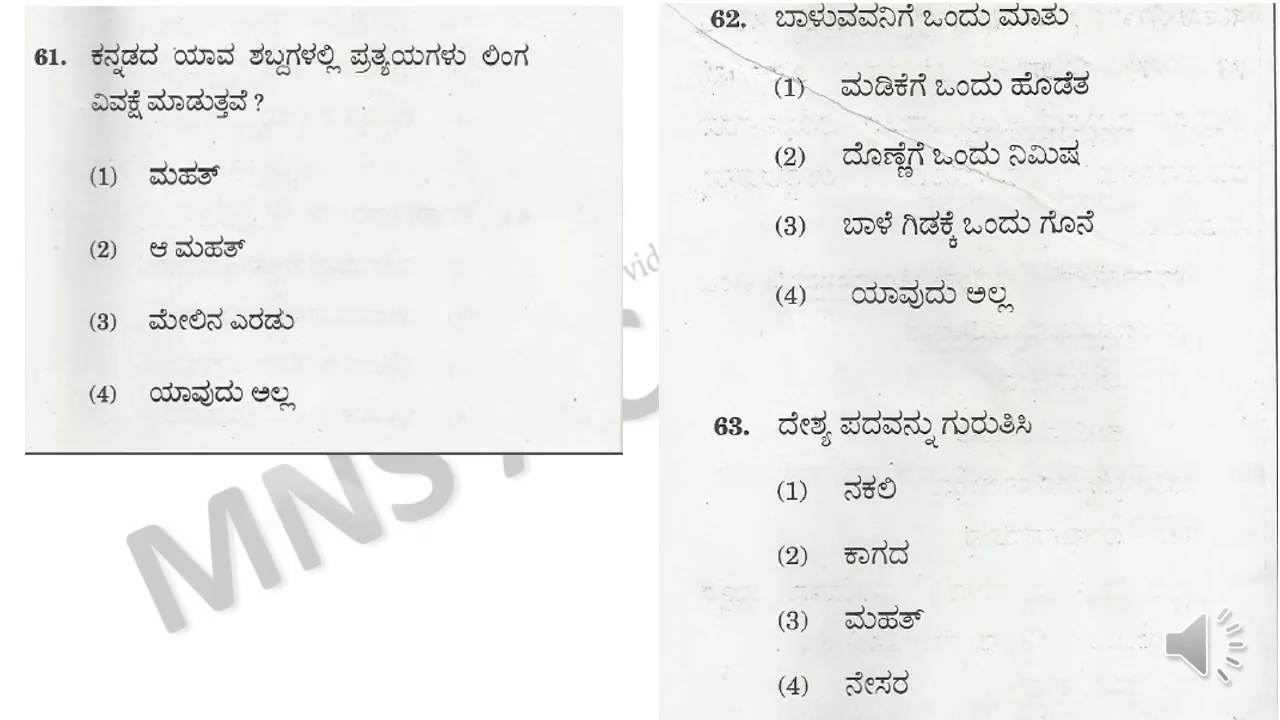 61. ಕನ್ನಡದ ಯಾವ ಶಬ್ದಗಳಲ್ಲಿ ಪ್ರತ್ಯಯಗಳು ಲಿಂಗ
ವಿವಕ್ಷೆ ಮಾಡುತ್ತವೆ ?
(1) ಮಹತ್
(2) ಆ ಮಹತ್
(3) ಮೇಲಿನ ಎರಡು
(4) ಯಾವುದು ಅಲ್ಲ
62. ಬಾಳುವವನಿಗೆ ಒಂದು ಮಾತು
(1) ಮಡಿಕೆಗೆ ಒಂದು ಹೊಡೆತ
(2) ದೊಣ್ಣೆಗೆ ಒಂದು ನಿಮಿಷ
(3) ಬಾಳೆ ಗಿಡಕ್ಕೆ ಒಂದು ಗೊನೆ
(4) ಯಾವುದು ಅಲ್ಲ
63. ದೇಶ್ಯ ಪದವನ್ನು ಗುರುತಿಸಿ
(1) ನಕಲಿ
(2) ಕಾಗದ
(3) ಮಹತ್
(4) ನೇಸರ
MNS
vid